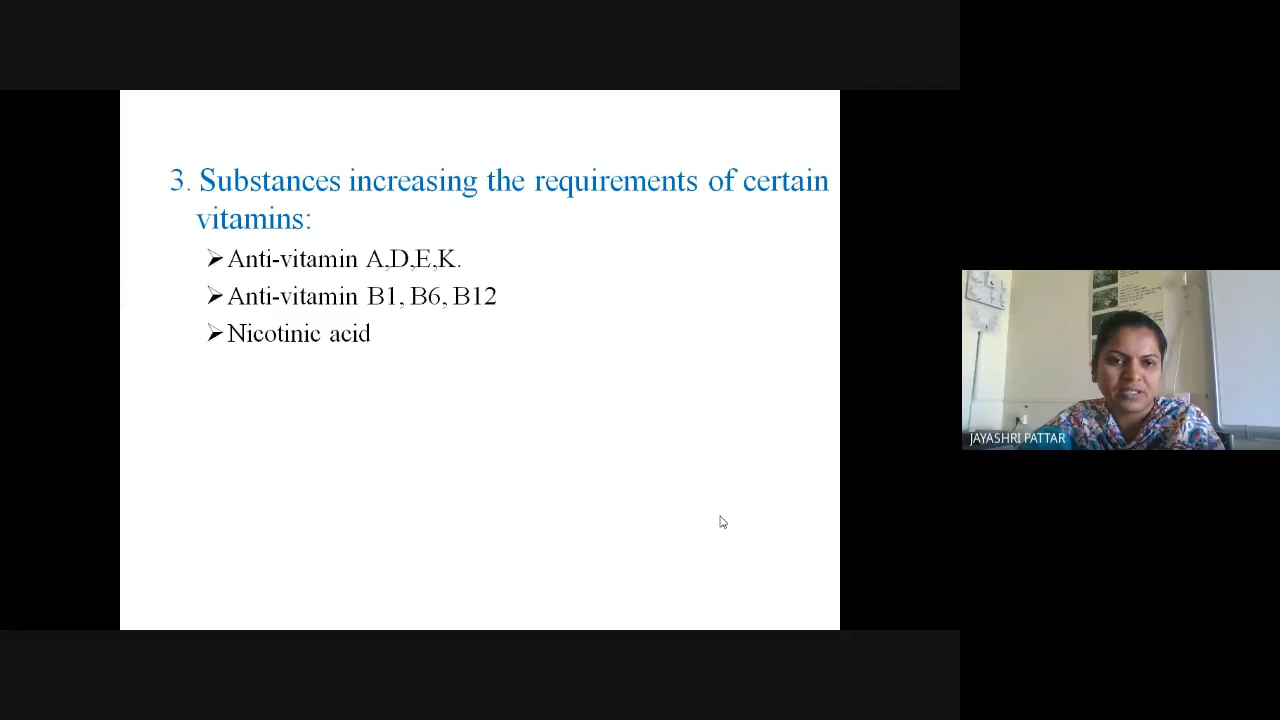 3. Substances increasing the requirements of certain
vitamins:
➢Anti-vitamin A,D,E,K.
➢Anti-vitamin B1, B6, B12
➢Nicotinic acid
JAYASHRI PATTAR